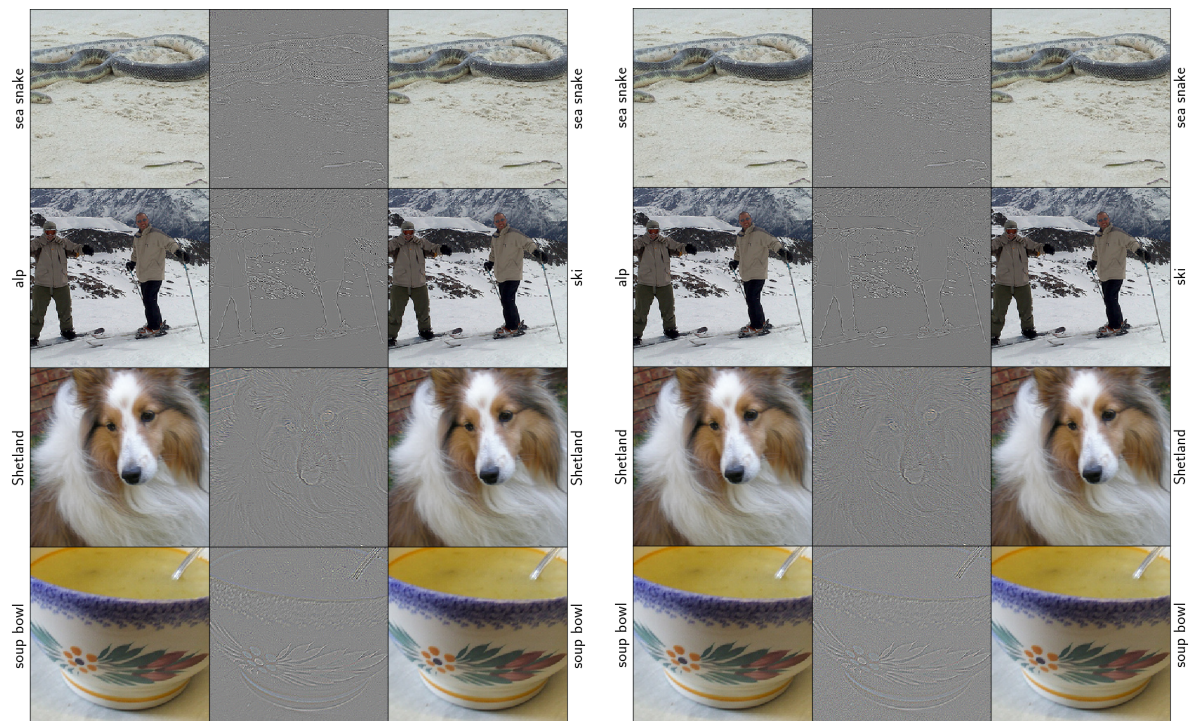 sea snake
sea snake
sea snake
sea snake
alp
ski
alp
ski
Shetland
Shetland
Shetland
Shetland
soup bowl
soup bowl
soup bowl
soup bowl